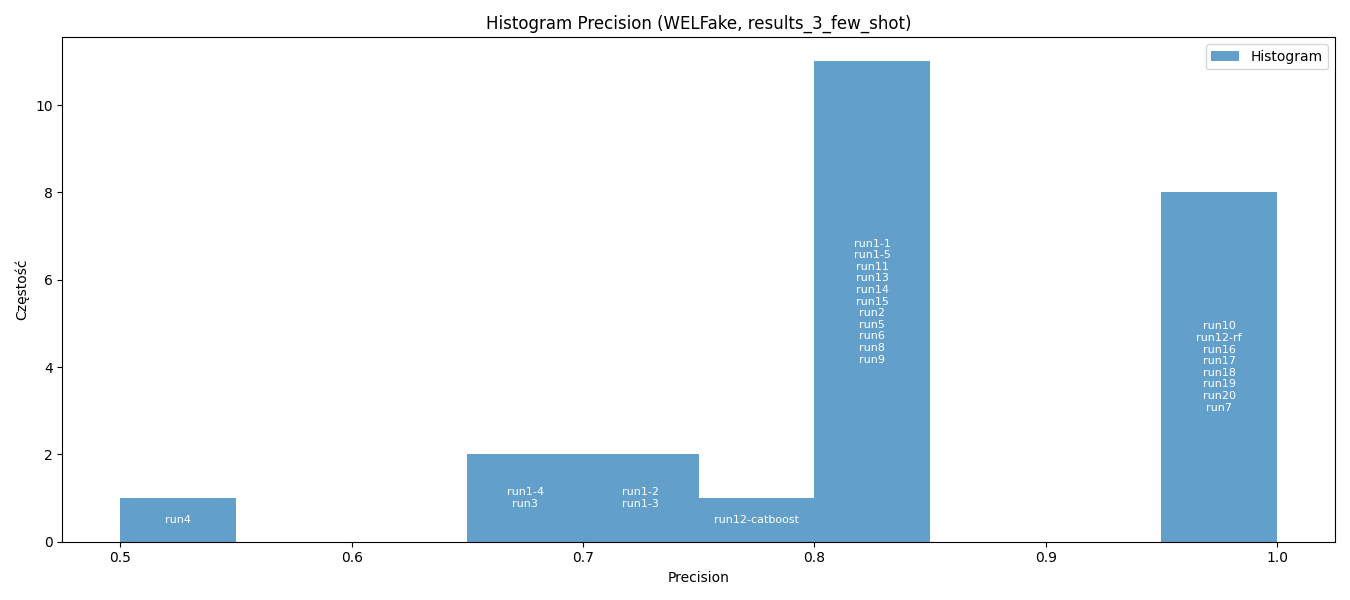 Histogram Precision (WELFake, results_3_few_shot)
Histogram
Częstość
10
8
6
4
2
0
run4
run1-4
run3
run1-2
run1-3
run12-catboost
run1-1
run1-5
run11
run13
run14
run15
run2
run5
run6
run8
run9
run10
run12-rf
run16
run17
run18
run19
run20
run7
0.5 0.6 0.7 0.8 0.9 1.0
Precision